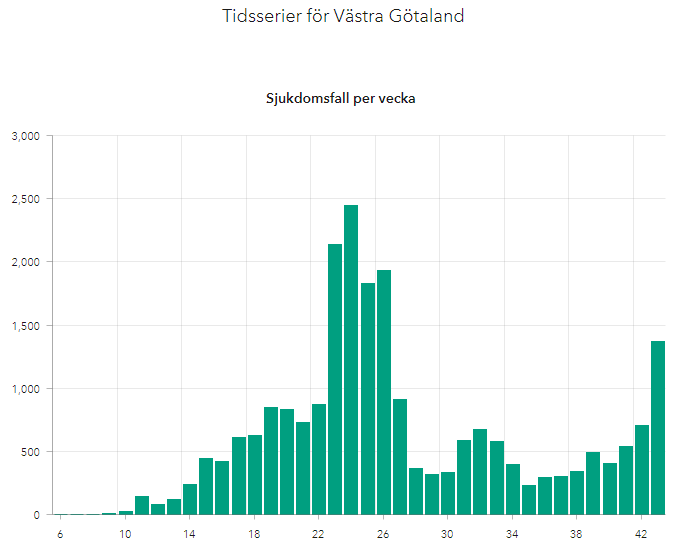 Tidsserier för Västra Götaland
Sjukdomsfall per vecka
3,000
2,500
2,000
1,500
1,000
500
0
6 10 14 18 22 26 30 34 38 42